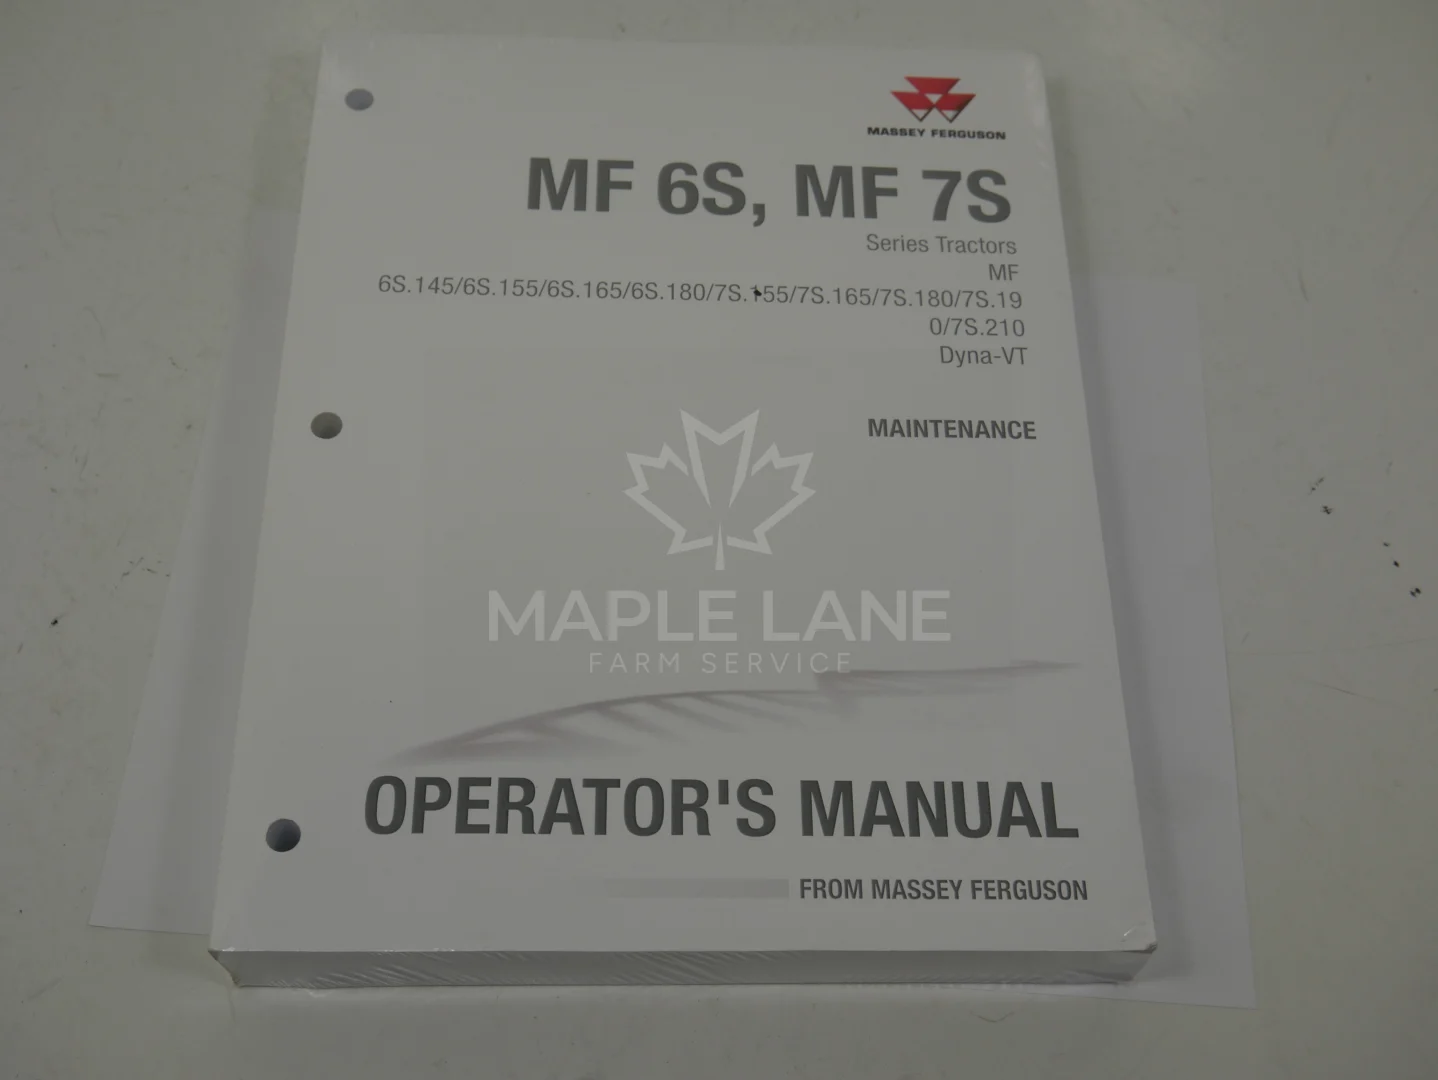 MASSEY FERGUSON
MF 6S, MF 7S
Series Tractors
MF
6S.145/6S.155/6S.165/6S.180/7S.155/7S.165/7S.180/7S.19
0/7S.210
Dyna-VT
MAINTENANCE
MAPLE LANE
FARM SERVICE
OPERATOR'S MANUAL
FROM MASSEY FERGUSON